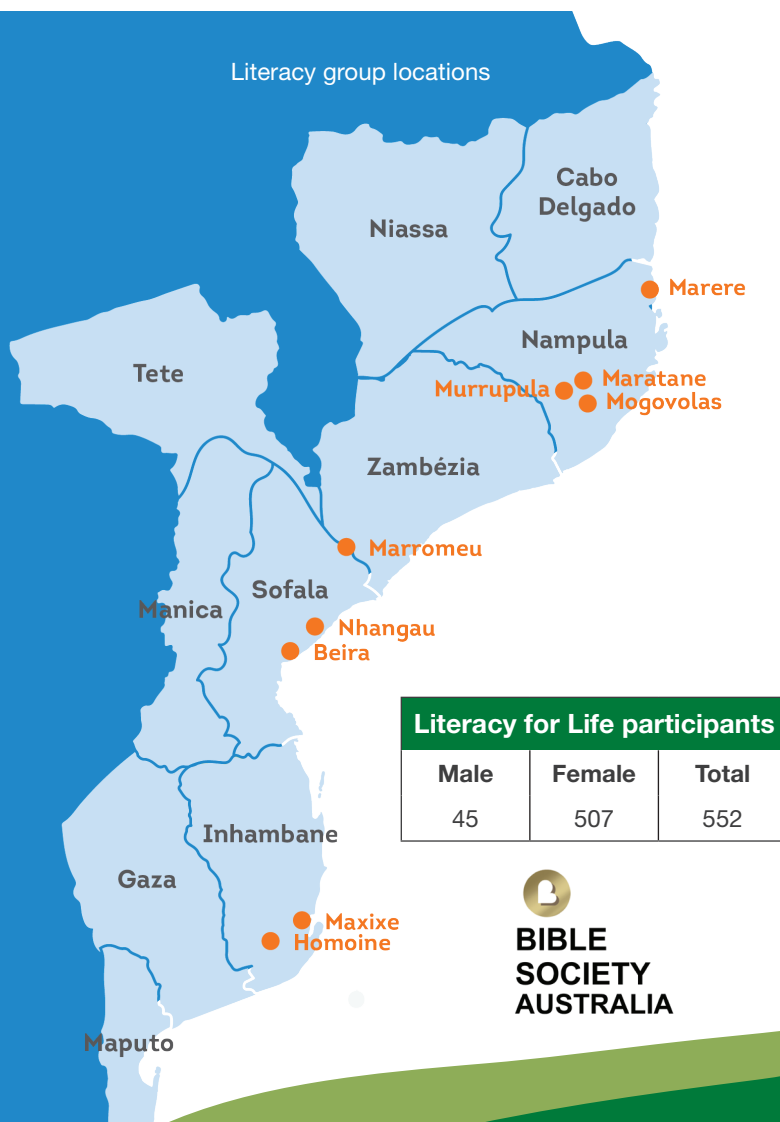 Literacy group locations
Cabo
Delgado
Niassa
Marere
Nampula
Tete
Maratane
Murrupula
Mogovolas
Zambézia
Marromeu
Sofala
Manica
Nhangau
Beira
Literacy for Life participants
Male Female Total
45 507 552
Inhambane
Gaza
Maxixe
Homoine
BIBLE
SOCIETY
AUSTRALIA
Maputo